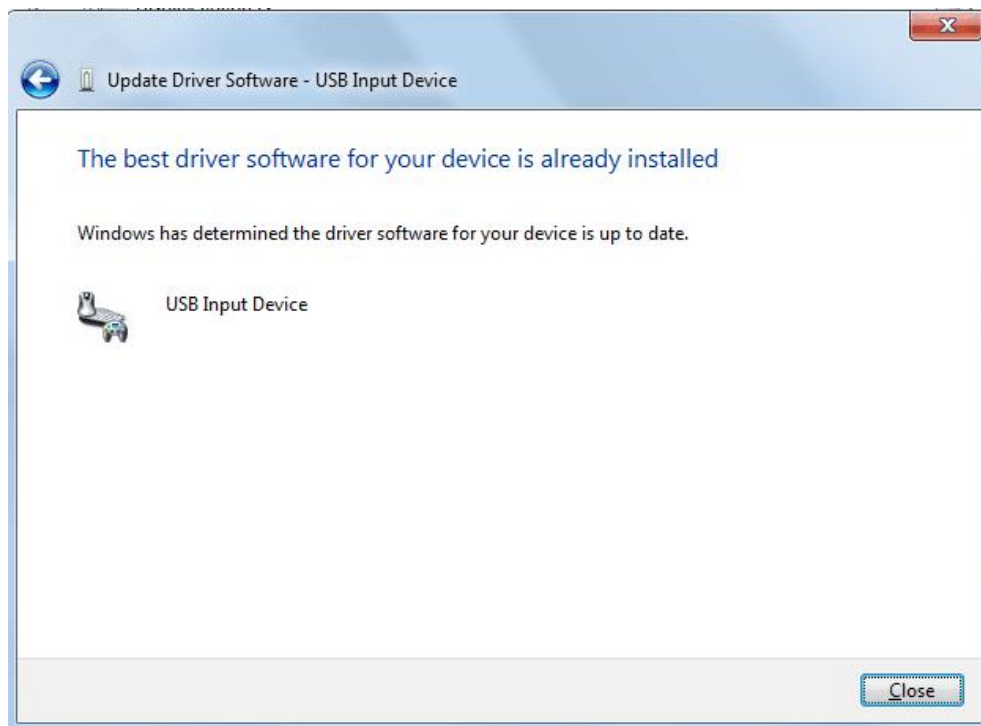 Update Driver Software - USB Input Device
The best driver software for your device is already installed
Windows has determined the driver software for your device is up to date.
USB Input Device
Close